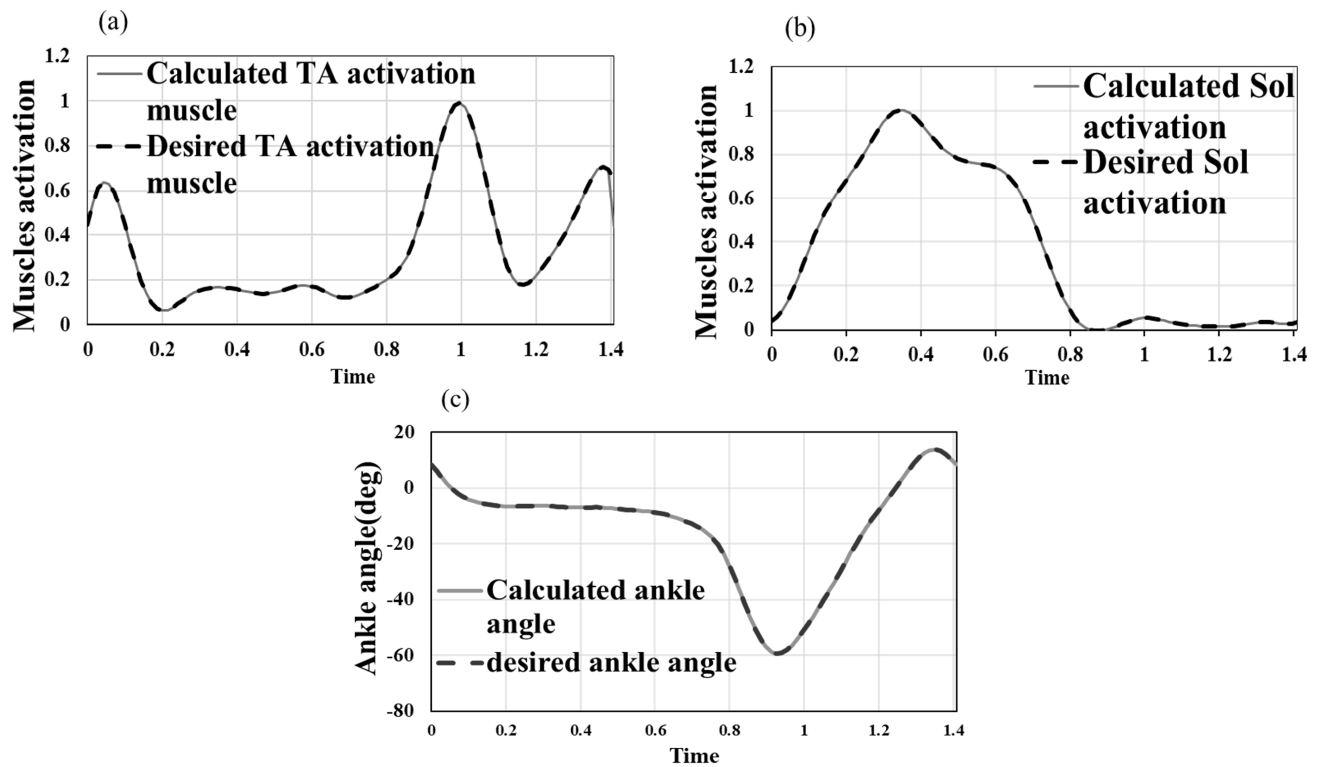 (a)
Muscles activation
1.2
1
0.8
0.6
0.4
0.2
0
Calculated TA activation
muscle
Desired TA activation
muscle
0 0.2 0.4 0.6 0.8 1 1.2 1.4
Time
(b)
Muscles activation
1.2
1
0.8
0.6
0.4
0.2
0
Calculated Sol
activation
Desired Sol
activation
0 0.2 0.4 0.6 0.8 1 1.2 1.4
Time
(c)
Ankle angle(deg)
20
0
-20
-40
-60
-80
Calculated ankle
angle
desired ankle angle
0 0.2 0.4 0.6 0.8 1 1.2 1.4
Time